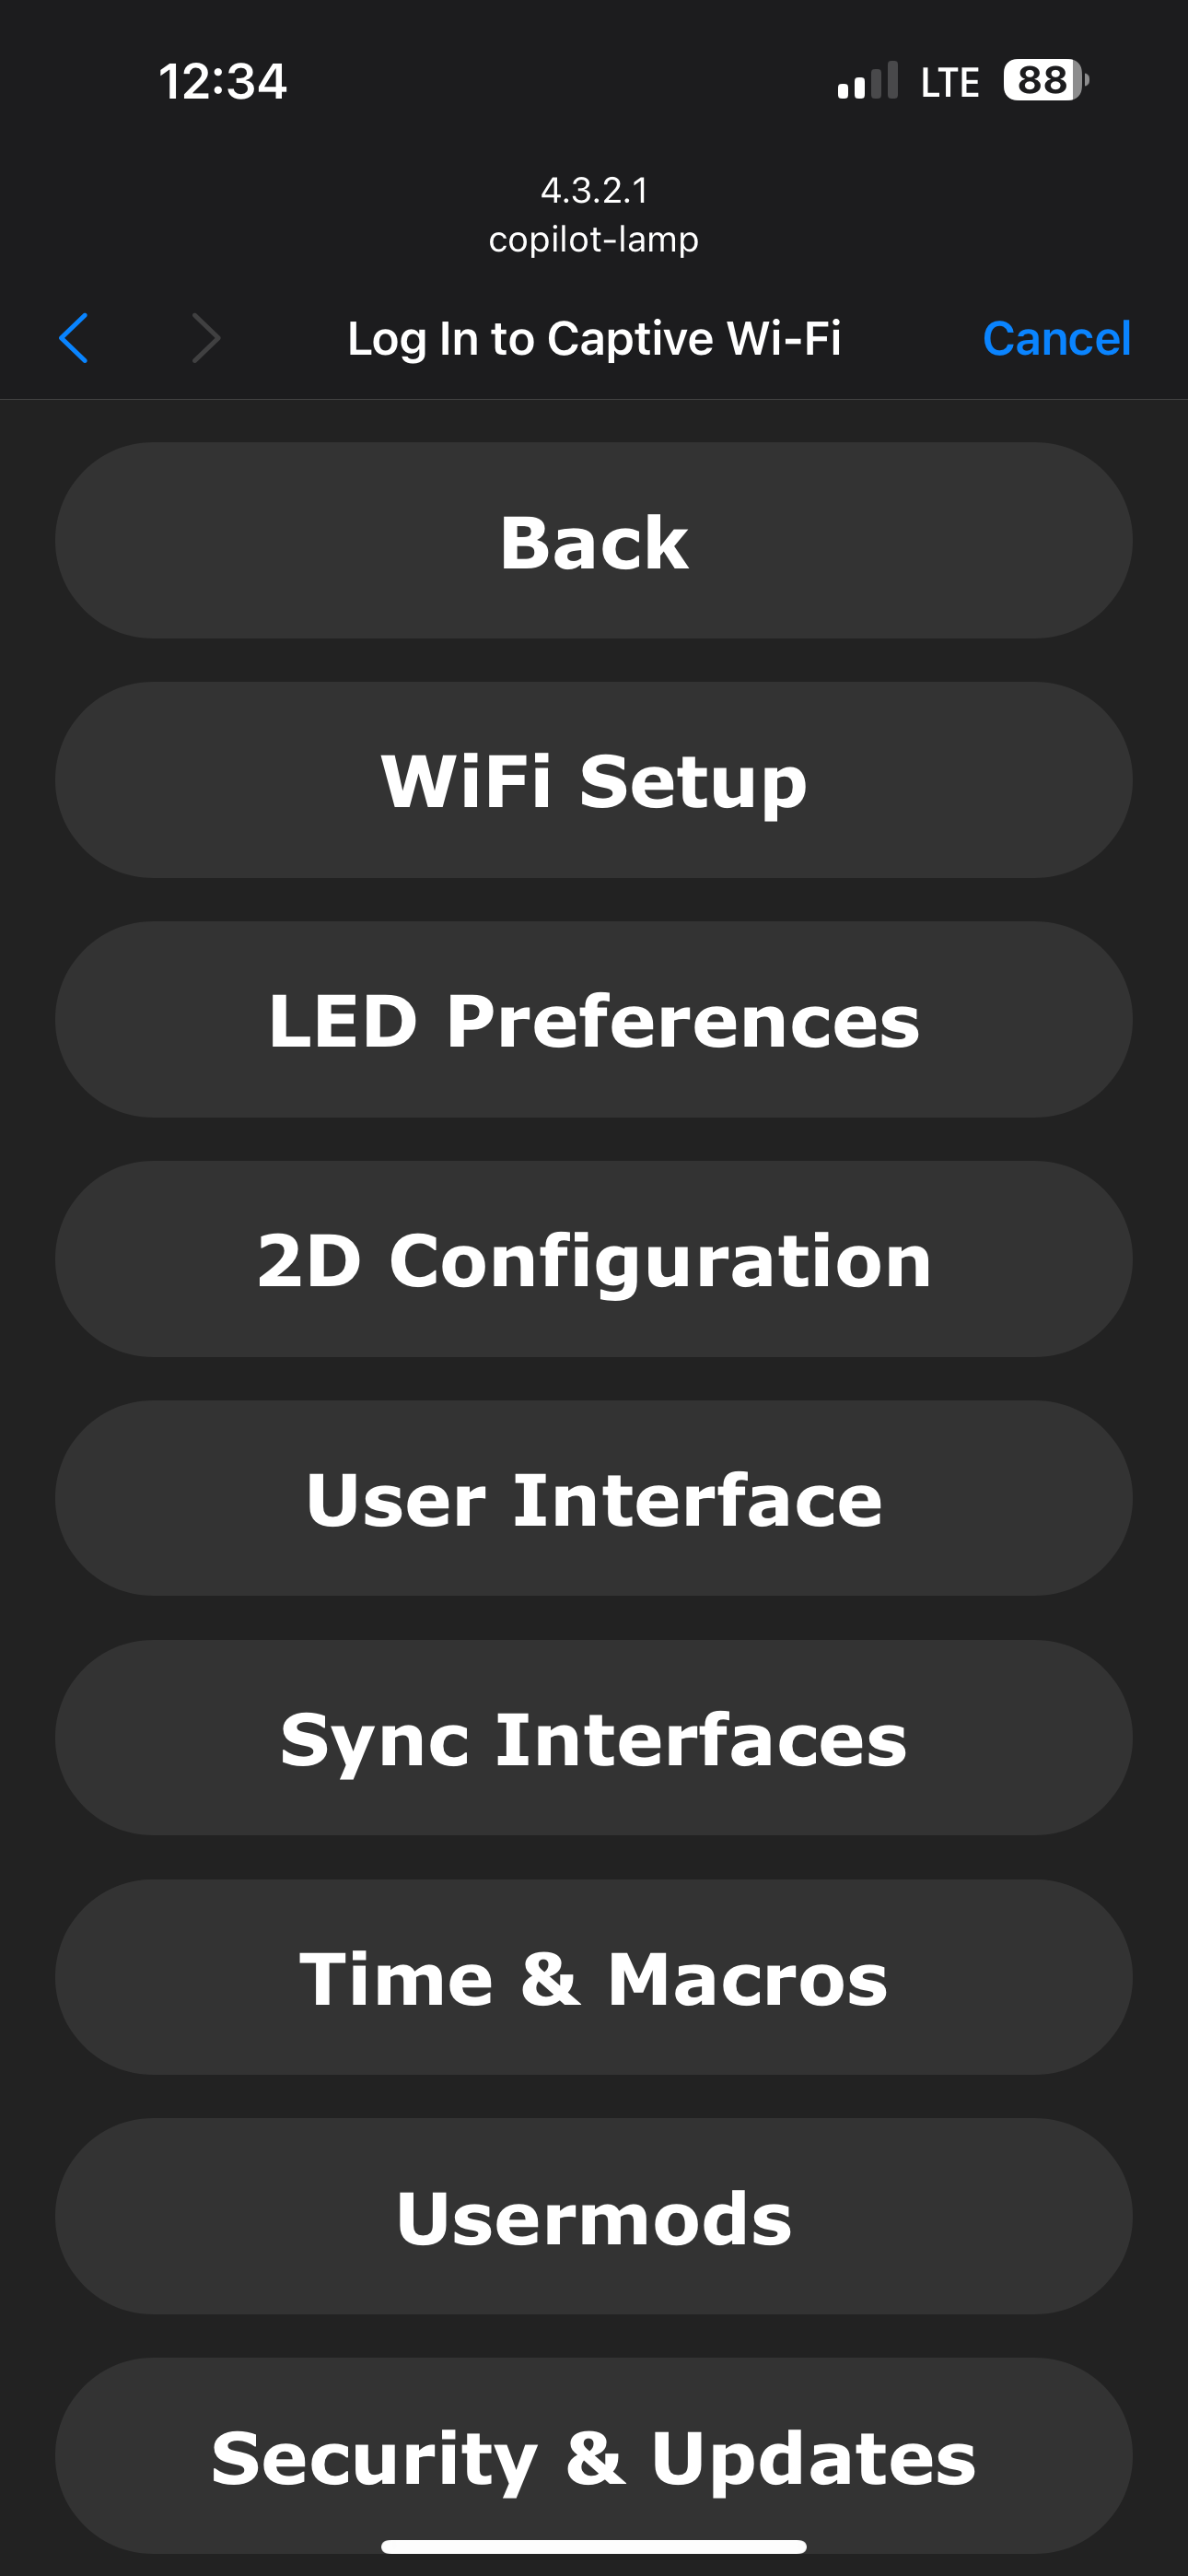 12:34
LTE
88
4.3.2.1
copilot-lamp
Log In to Captive Wi-Fi
Cancel
Back
WiFi Setup
LED Preferences
2D Configuration
User Interface
Sync Interfaces
Time & Macros
Usermods
Security & Updates